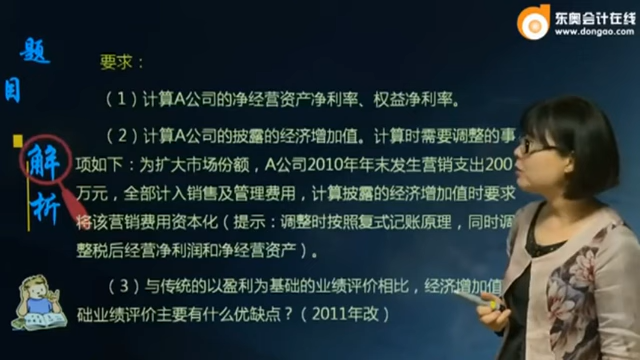 东奥会计在线
www.dongao.com
题目
解析
要求：
（1）计算A公司的净经营资产净利率、权益净利率。
（2）计算A公司的披露的经济增加值。计算时需要调整的事
项如下：为扩大市场份额，A公司2010年年末发生营销支出200
万元，全部计入销售及管理费用，计算披露的经济增加值时要求
将该营销费用资本化（提示：调整时按照复式记账原理，同时调
整税后经营净利润和净经营资产）。
（3）与传统的以盈利为基础的业绩评价相比，经济增加值
础业绩评价主要有什么优缺点？（2011年改）